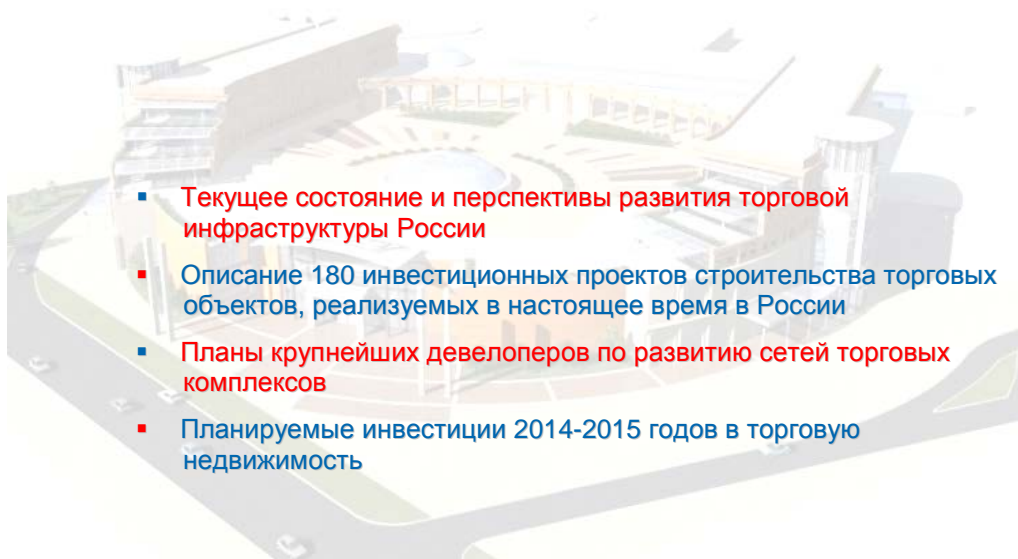 ▪ Текущее состояние и перспективы развития торговой
инфраструктуры России
▪ Описание 180 инвестиционных проектов строительства торговых
объектов, реализуемых в настоящее время в России
▪ Планы крупнейших девелоперов по развитию сетей торговых
комплексов
▪ Планируемые инвестиции 2014-2015 годов в торговую
недвижимость